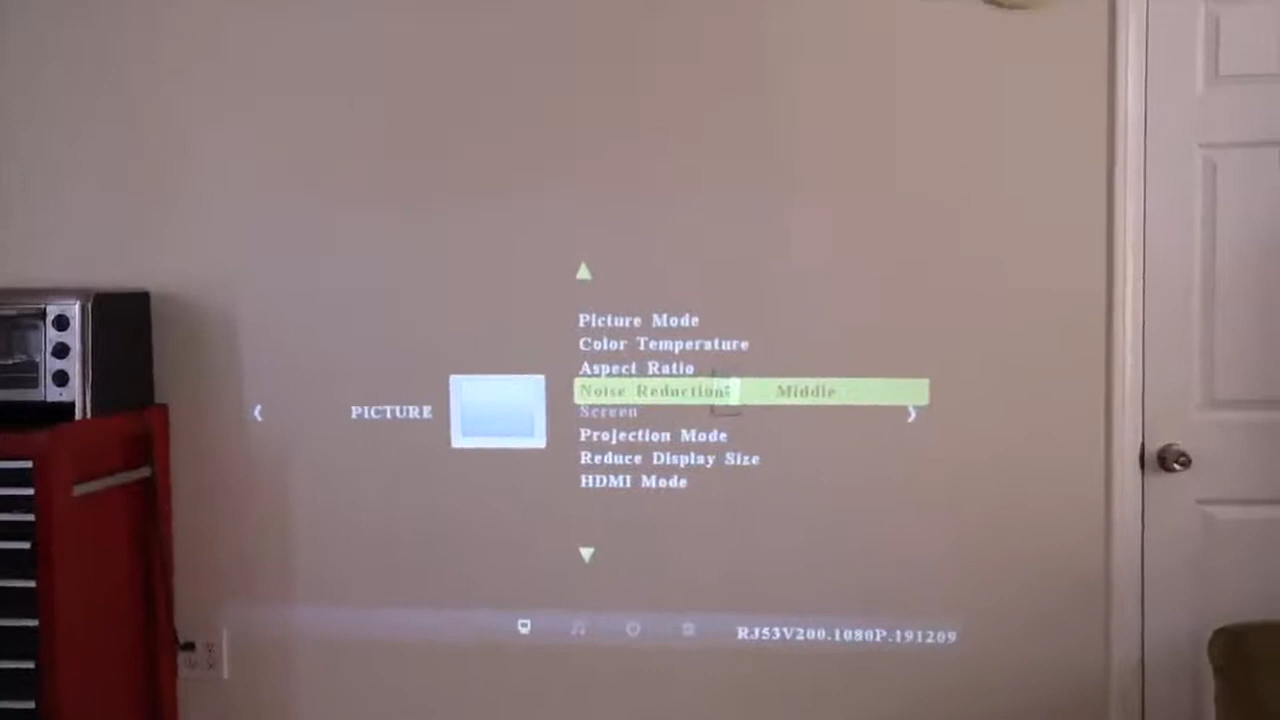 Picture Mode
Color Temperature
Aspect Ratio
Noise Reduction: Middle
PICTURE
Screen
Projection Mode
Reduce Display Size
HDMI Mode
RJ53V200.1080P.191209